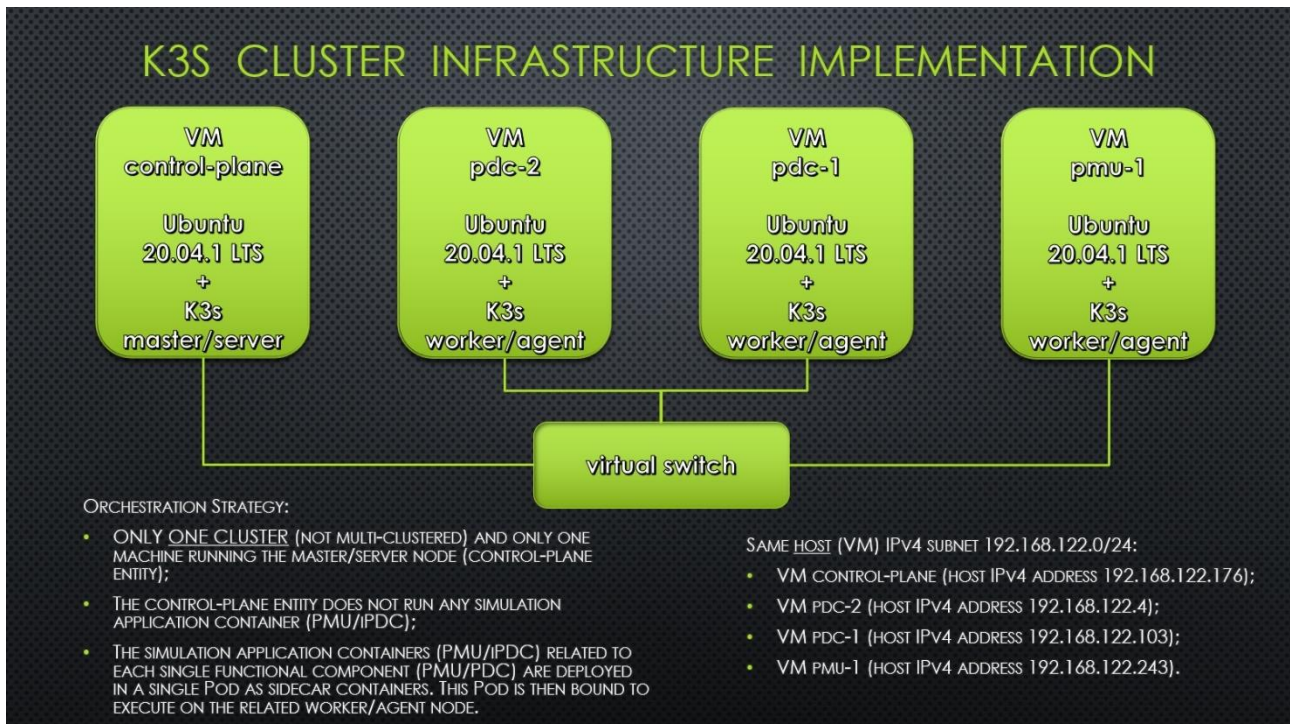 K3S CLUSTER INFRASTRUCTURE IMPLEMENTATION
VM
control-plane
Ubuntu
20.04.1 LTS
+
K3s
master/server
VM
pdc-2
Ubuntu
20.04.1 LTS
+
K3s
worker/agent
VM
pdc-1
Ubuntu
20.04.1 LTS
+
K3s
worker/agent
VM
pmu-1
Ubuntu
20.04.1 LTS
+
K3s
worker/agent
virtual switch
ORCHESTRATION STRATEGY:
• ONLY ONE CLUSTER (NOT MULTI-CLUSTERED) AND ONLY ONE
MACHINE RUNNING THE MASTER/SERVER NODE (CONTROL-PLANE
ENTITY);
• THE CONTROL-PLANE ENTITY DOES NOT RUN ANY SIMULATION
APPLICATION CONTAINER (PMU/IPDC);
• THE SIMULATION APPLICATION CONTAINERS (PMU/IPDC) RELATED TO
EACH SINGLE FUNCTIONAL COMPONENT (PMU/PDC) ARE DEPLOYED
IN A SINGLE POD AS SIDECAR CONTAINERS. THIS POD IS THEN BOUND TO
EXECUTE ON THE RELATED WORKER/AGENT NODE.
SAME HOST (VM) IPV4 SUBNET 192.168.122.0/24:
• VM CONTROL-PLANE (HOST IPV4 ADDRESS 192.168.122.176);
• VM PDC-2 (HOST IPV4 ADDRESS 192.168.122.4);
• VM PDC-1 (HOST IPV4 ADDRESS 192.168.122.103);
• VM PMU-1 (HOST IPV4 ADDRESS 192.168.122.243).